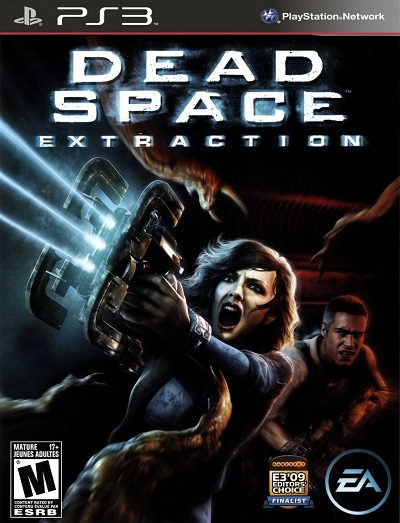 PS3
PlayStation®Network
DEAD
SPACE™
EXTRACTION
MATURE 17+
JEUNES ADULTES
M
CONTENT RATED BY
CONTENU ÉVALUÉ PAR
ESRB
E3'09
EDITORS'
CHOICE
FINALIST
EA